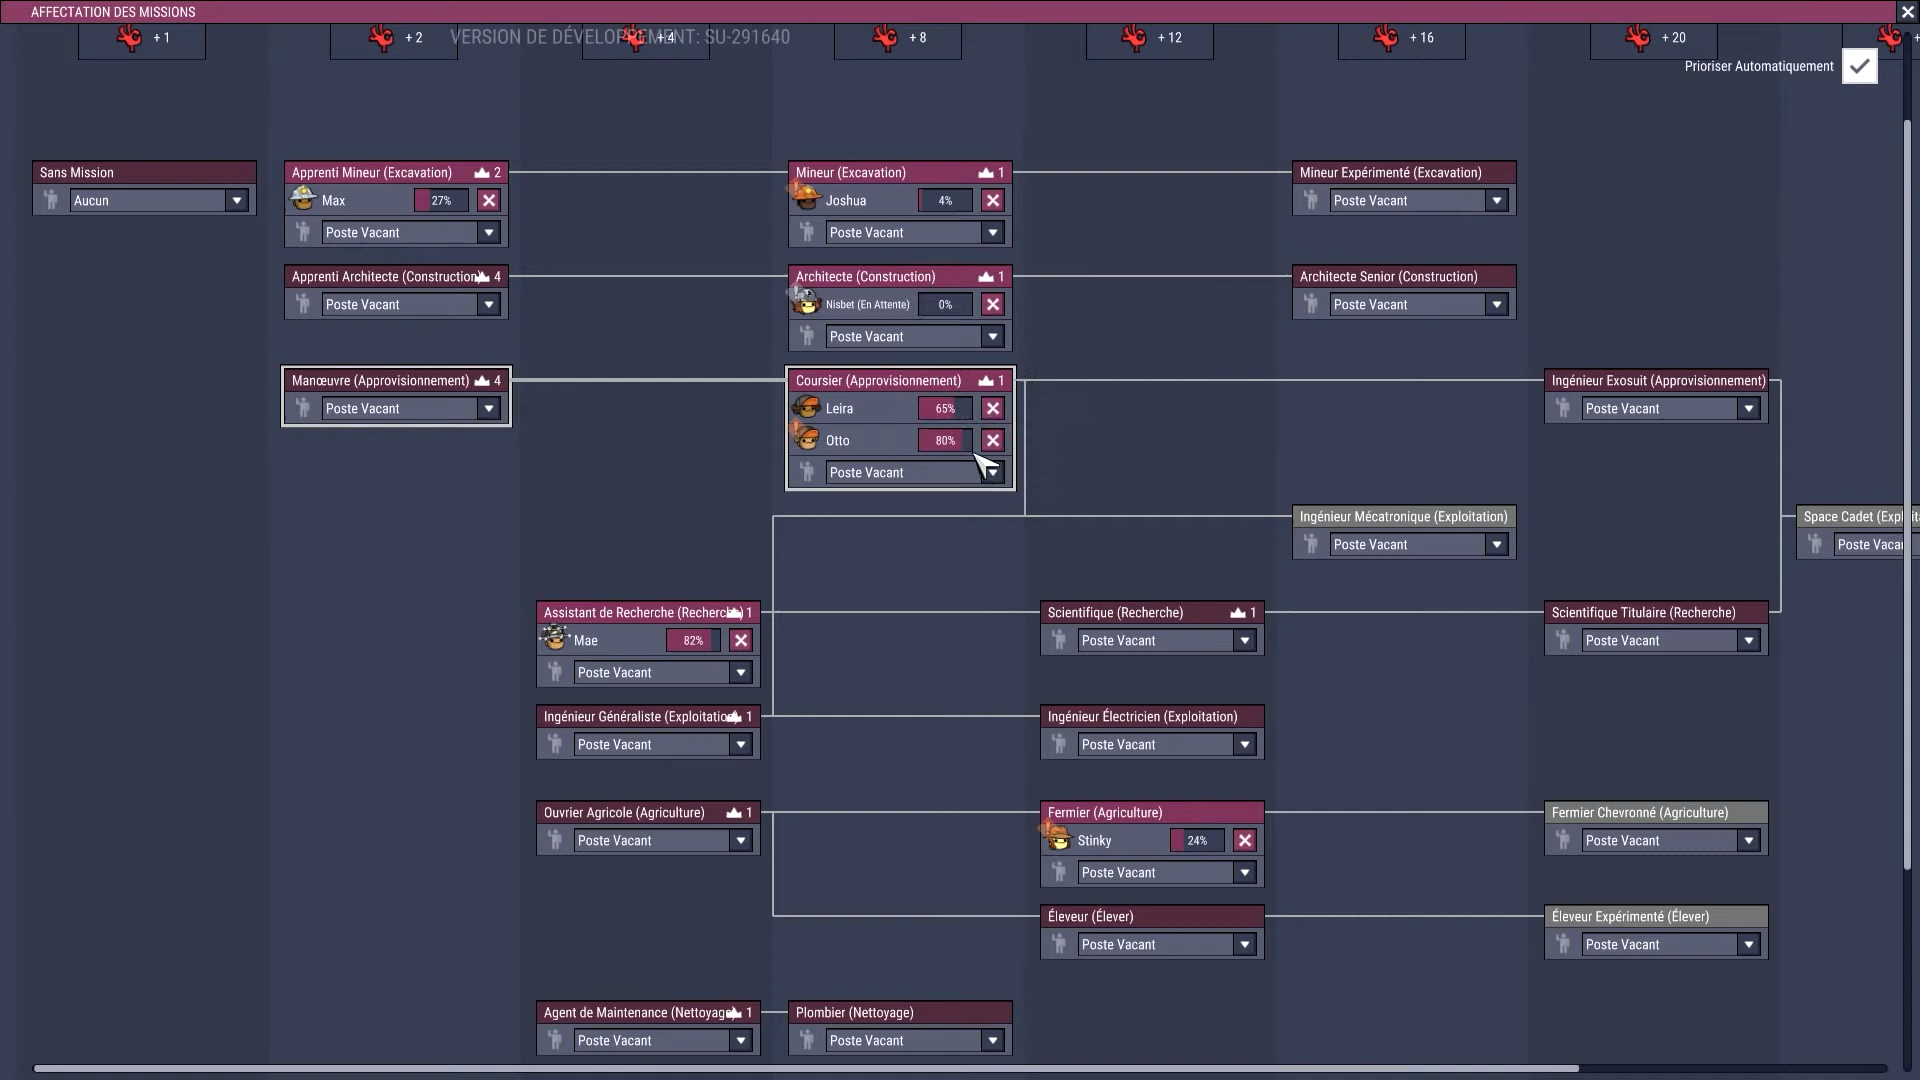 AFFECTATION DES MISSIONS
+ 1
+ 2
VERSION DE DÉVELOPPEMENT: SU-291640
+ 4
+ 8
+ 12
+ 16
+ 20
Prioriser Automatiquement
Sans Mission
Aucun
Apprenti Mineur (Excavation) 2
Max 27%
Poste Vacant
Mineur (Excavation) 1
Joshua 4%
Poste Vacant
Mineur Expérimenté (Excavation)
Poste Vacant
Apprenti Architecte (Construction) 4
Poste Vacant
Architecte (Construction) 1
Nisbet (En Attente) 0%
Poste Vacant
Architecte Senior (Construction)
Poste Vacant
Manœuvre (Approvisionnement) 4
Poste Vacant
Coursier (Approvisionnement) 1
Leira 65%
Otto 80%
Poste Vacant
Ingénieur Exosuit (Approvisionnement)
Poste Vacant
Ingénieur Mécatronique (Exploitation)
Poste Vacant
Space Cadet
Poste
Assistant de Recherche (Recherche) 1
Mae 82%
Poste Vacant
Scientifique (Recherche) 1
Poste Vacant
Scientifique Titulaire (Recherche)
Poste Vacant
Ingénieur Généraliste (Exploitation) 1
Poste Vacant
Ingénieur Électricien (Exploitation)
Poste Vacant
Ouvrier Agricole (Agriculture) 1
Poste Vacant
Fermier (Agriculture)
Stinky 24%
Poste Vacant
Fermier Chevronné (Agriculture)
Poste Vacant
Éleveur (Élever)
Poste Vacant
Éleveur Expérimenté (Élever)
Poste Vacant
Agent de Maintenance (Nettoyage) 1
Poste Vacant
Plombier (Nettoyage)
Poste Vacant